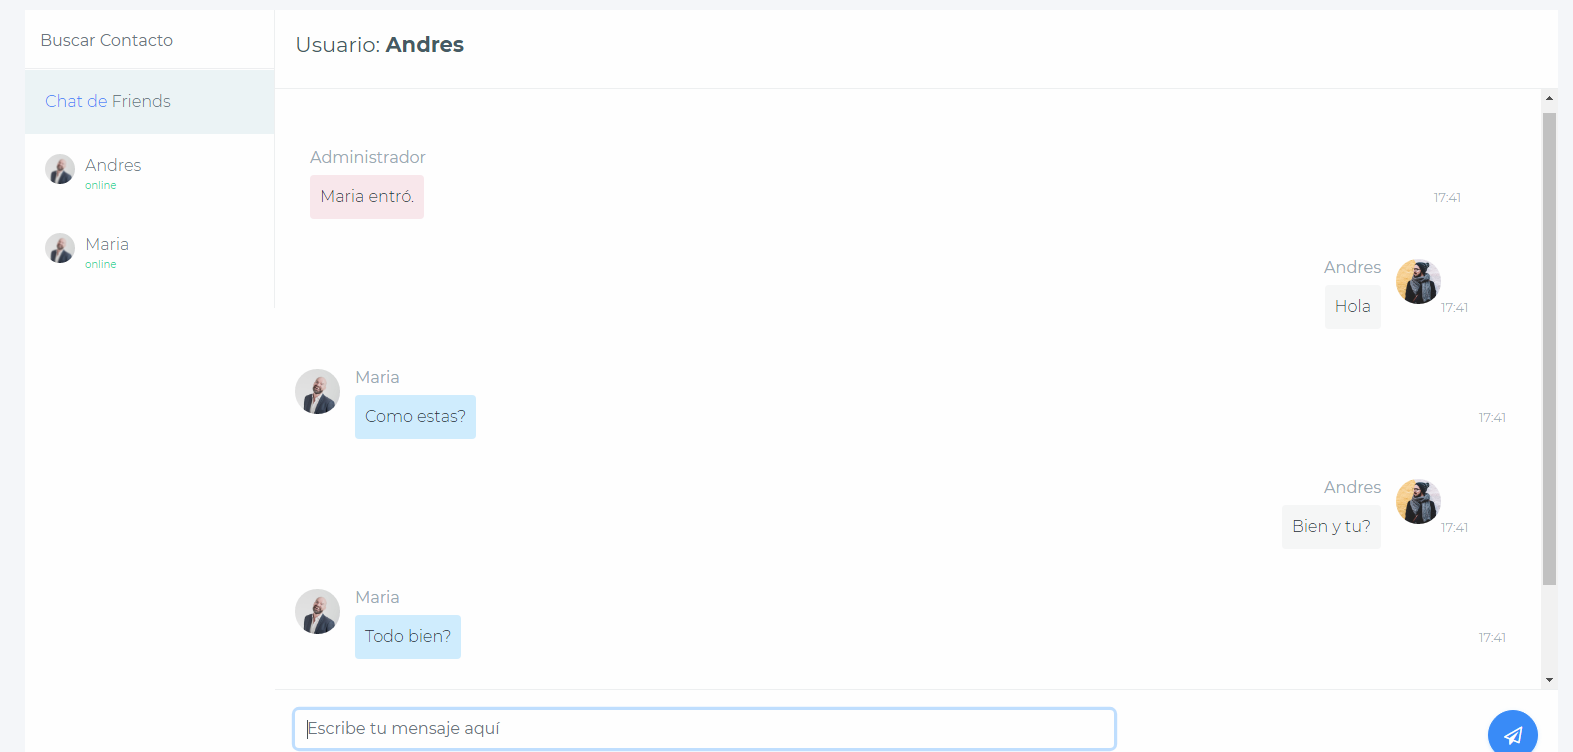 Buscar Contacto
Chat de Friends
Andres
online
Maria
online
Usuario: Andres
Administrador
Maria entró.
17:41
Andres
Hola
17:41
Maria
Como estas?
17:41
Andres
Bien y tu?
17:41
Maria
Todo bien?
17:41
Escribe tu mensaje aquí